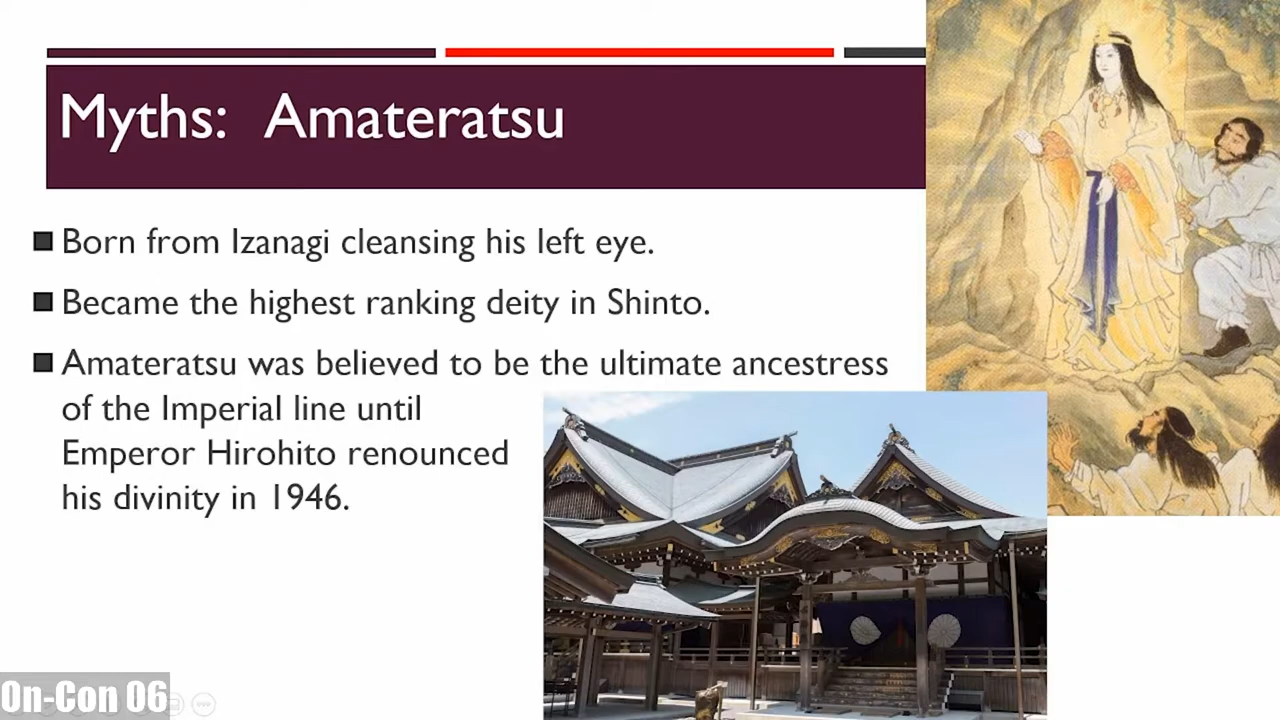 Myths: Amateratsu
Born from Izanagi cleansing his left eye.
Became the highest ranking deity in Shinto.
Amateratsu was believed to be the ultimate ancestress
of the Imperial line until
Emperor Hirohito renounced
his divinity in 1946.
On-Con 06